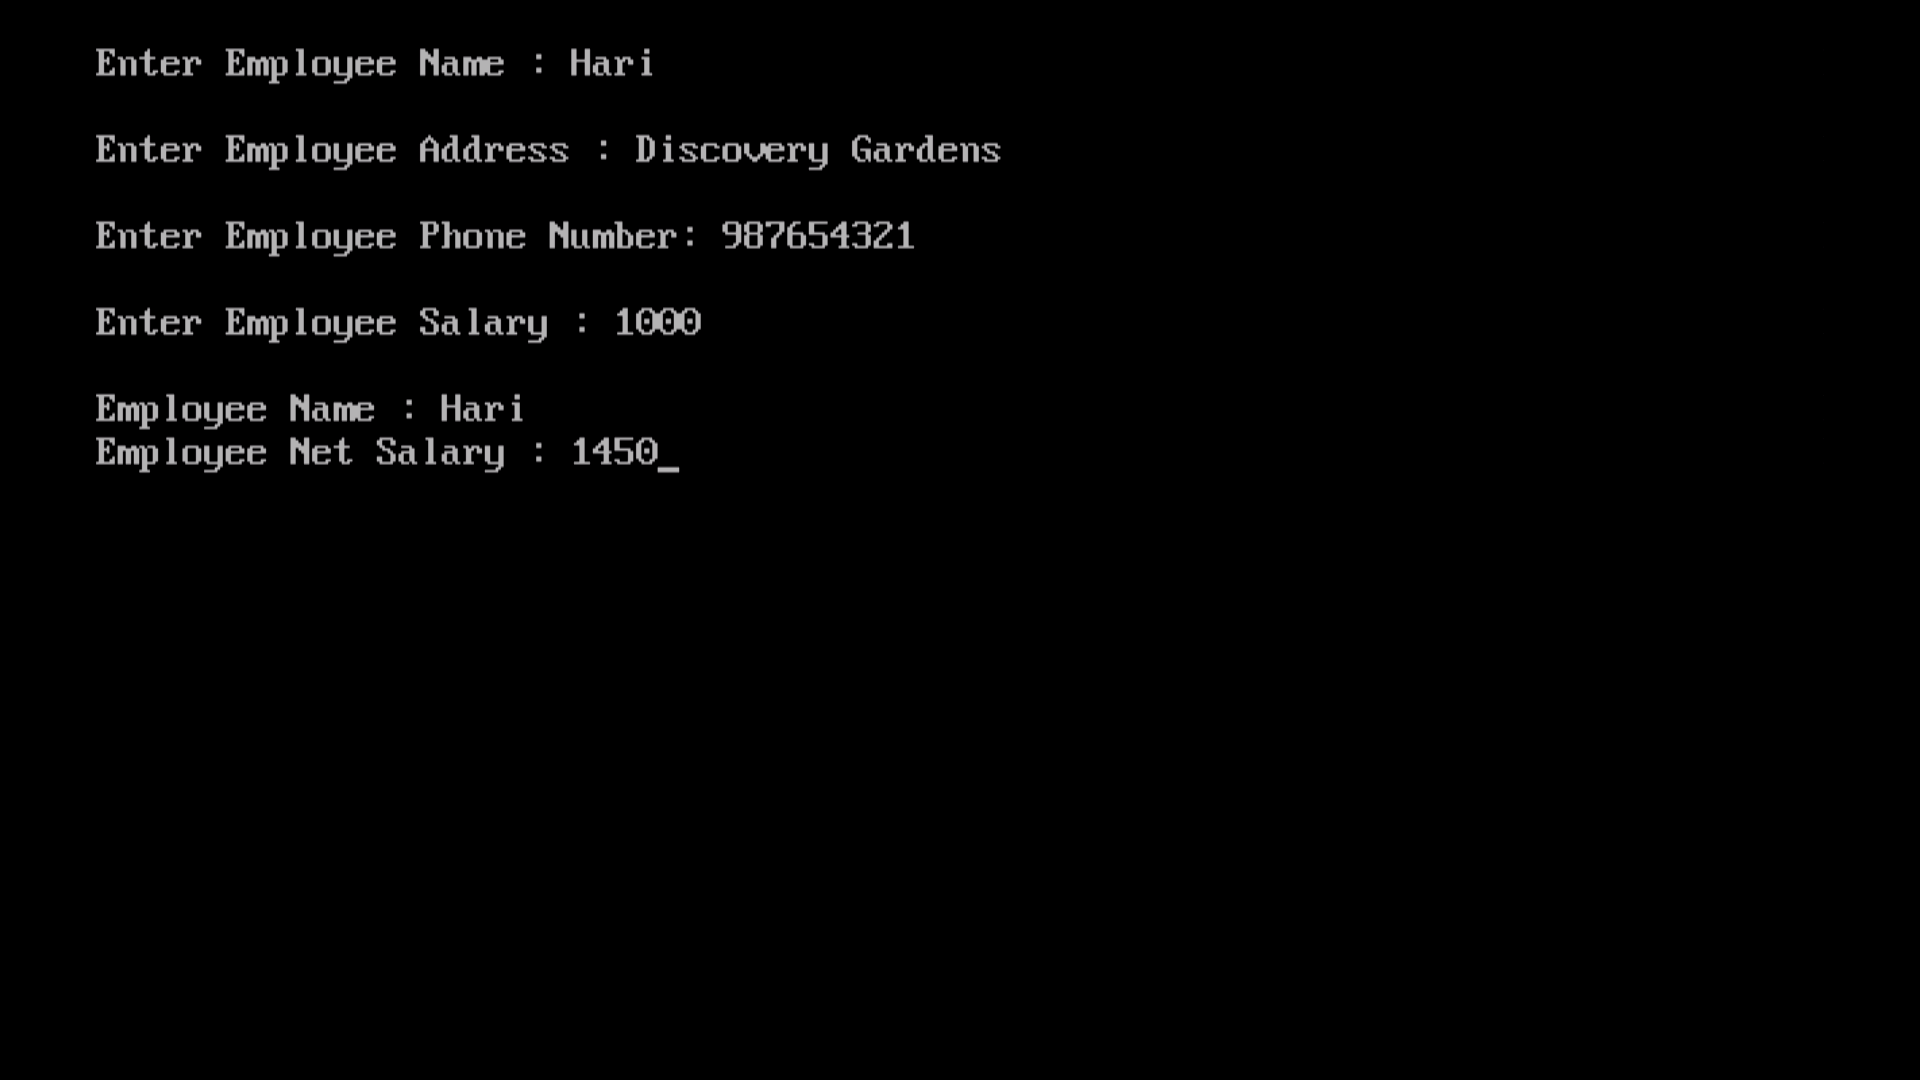 Enter Employee Name : Hari
Enter Employee Address : Discovery Gardens
Enter Employee Phone Number: 987654321
Enter Employee Salary : 1000
Employee Name : Hari
Employee Net Salary : 1450_